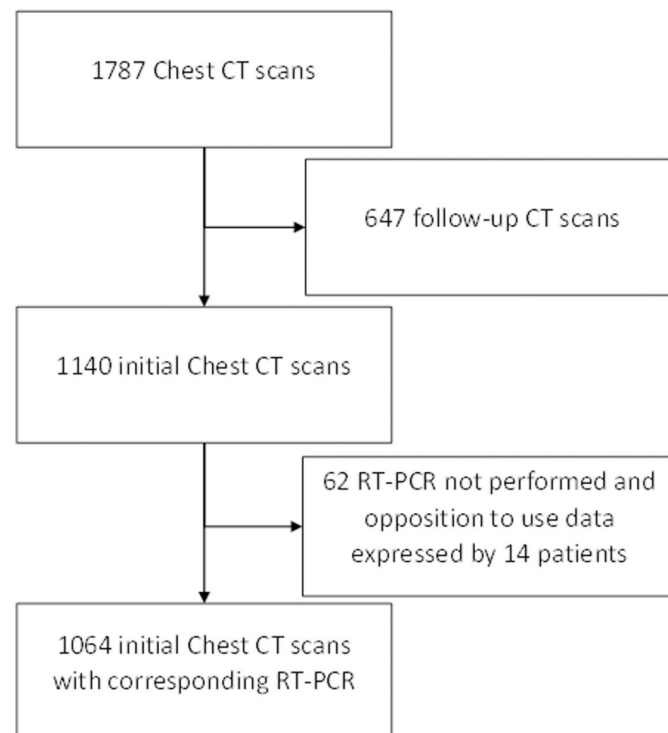 1787 Chest CT scans
647 follow-up CT scans
1140 initial Chest CT scans
62 RT-PCR not performed and
opposition to use data
expressed by 14 patients
1064 initial Chest CT scans
with corresponding RT-PCR